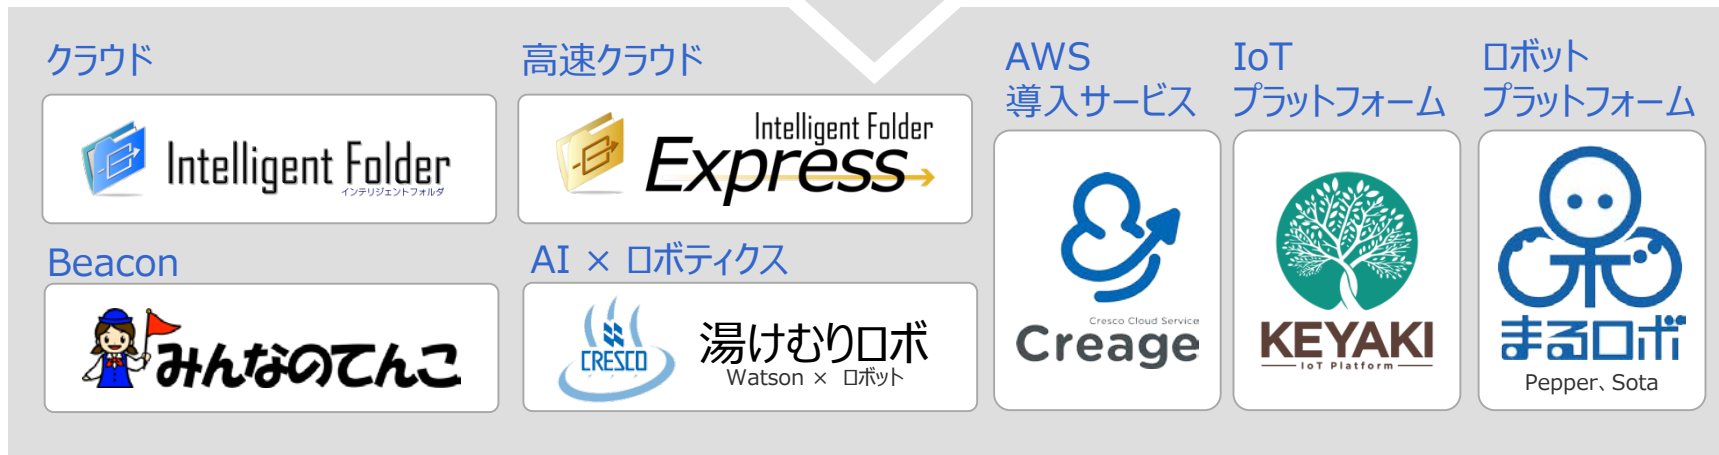 クラウド
Intelligent Folder
インテリジェントフォルダ
高速クラウド
Intelligent Folder
Express
AWS
導入サービス
Cresco Cloud Service
Creage
IoT
プラットフォーム
KEYAKI
IoT Platform
ロボット
プラットフォーム
まるロボ
Pepper、Sota
Beacon
みんなのてんこ
AI × ロボティクス
CRESCO
湯けむりロボ
Watson × ロボット